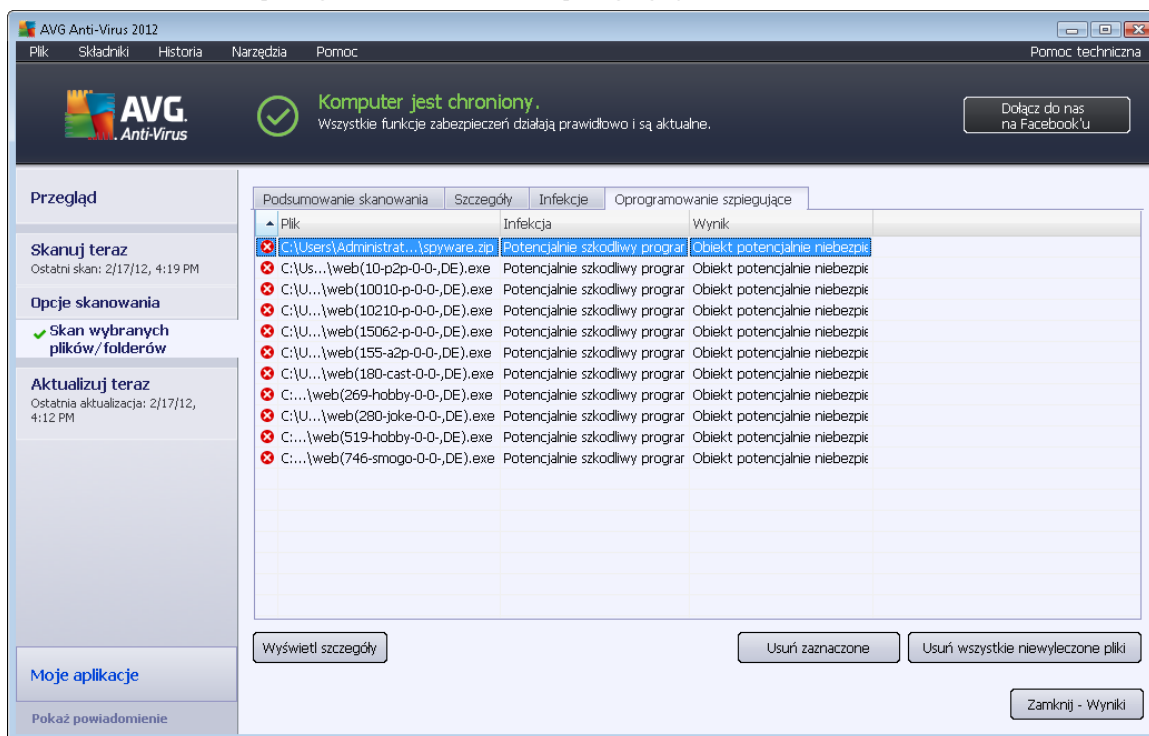 AVG Anti-Virus 2012
Plik Składniki Historia Narzędzia Pomoc Pomoc techniczna
AVG.
Anti-Virus
Komputer jest chroniony.
Wszystkie funkcje zabezpieczeń działają prawidłowo i są aktualne.
Dołącz do nas
na Facebook'u
Przegląd
Skanuj teraz
Ostatni skan: 2/17/12, 4:19 PM
Opcje skanowania
Skan wybranych
plików/folderów
Aktualizuj teraz
Ostatnia aktualizacja: 2/17/12,
4:12 PM
Moje aplikacje
Pokaż powiadomienie
Podsumowanie skanowania Szczegóły Infekcje Oprogramowanie szpiegujące
Plik Infekcja Wynik
C:\Users\Administrat...\spyware.zip Potencjalnie szkodliwy prograr Obiekt potencjalnie niebezpie
C:\Us...\web(10-p2p-0-0-,DE).exe Potencjalnie szkodliwy prograr Obiekt potencjalnie niebezpie
C:\U...\web(10010-p-0-0-,DE).exe Potencjalnie szkodliwy prograr Obiekt potencjalnie niebezpie
C:\U...\web(10210-p-0-0-,DE).exe Potencjalnie szkodliwy prograr Obiekt potencjalnie niebezpie
C:\U...\web(15062-p-0-0-,DE).exe Potencjalnie szkodliwy prograr Obiekt potencjalnie niebezpie
C:\U...\web(155-a2p-0-0-,DE).exe Potencjalnie szkodliwy prograr Obiekt potencjalnie niebezpie
C:\U...\web(180-cast-0-0-,DE).exe Potencjalnie szkodliwy prograr Obiekt potencjalnie niebezpie
C:...\web(269-hobby-0-0-,DE).exe Potencjalnie szkodliwy prograr Obiekt potencjalnie niebezpie
C:\U...\web(280-joke-0-0-,DE).exe Potencjalnie szkodliwy prograr Obiekt potencjalnie niebezpie
C:...\web(519-hobby-0-0-,DE).exe Potencjalnie szkodliwy prograr Obiekt potencjalnie niebezpie
C:...\web(746-smogo-0-0-,DE).exe Potencjalnie szkodliwy prograr Obiekt potencjalnie niebezpie
Wyświetl szczegóły Usuń zaznaczone Usuń wszystkie niewyleczone pliki
Zamknij - Wyniki